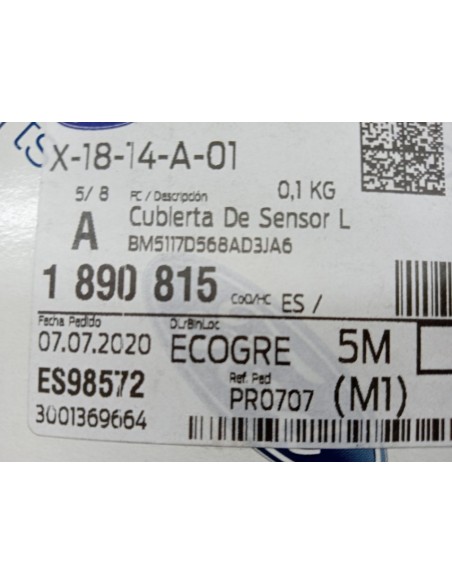 X-18-14-A-01
5/ 8 PC / Descripción 0,1 KG
A Cubierta De Sensor L
BM5117D568AD3JA6
1 890 815 CoO/HC ES /
Fecha Pedido DLrBinLoc
07.07.2020 ECOGRE 5M
ES98572 Ref. Ped
PR0707 (M1)
3001369664